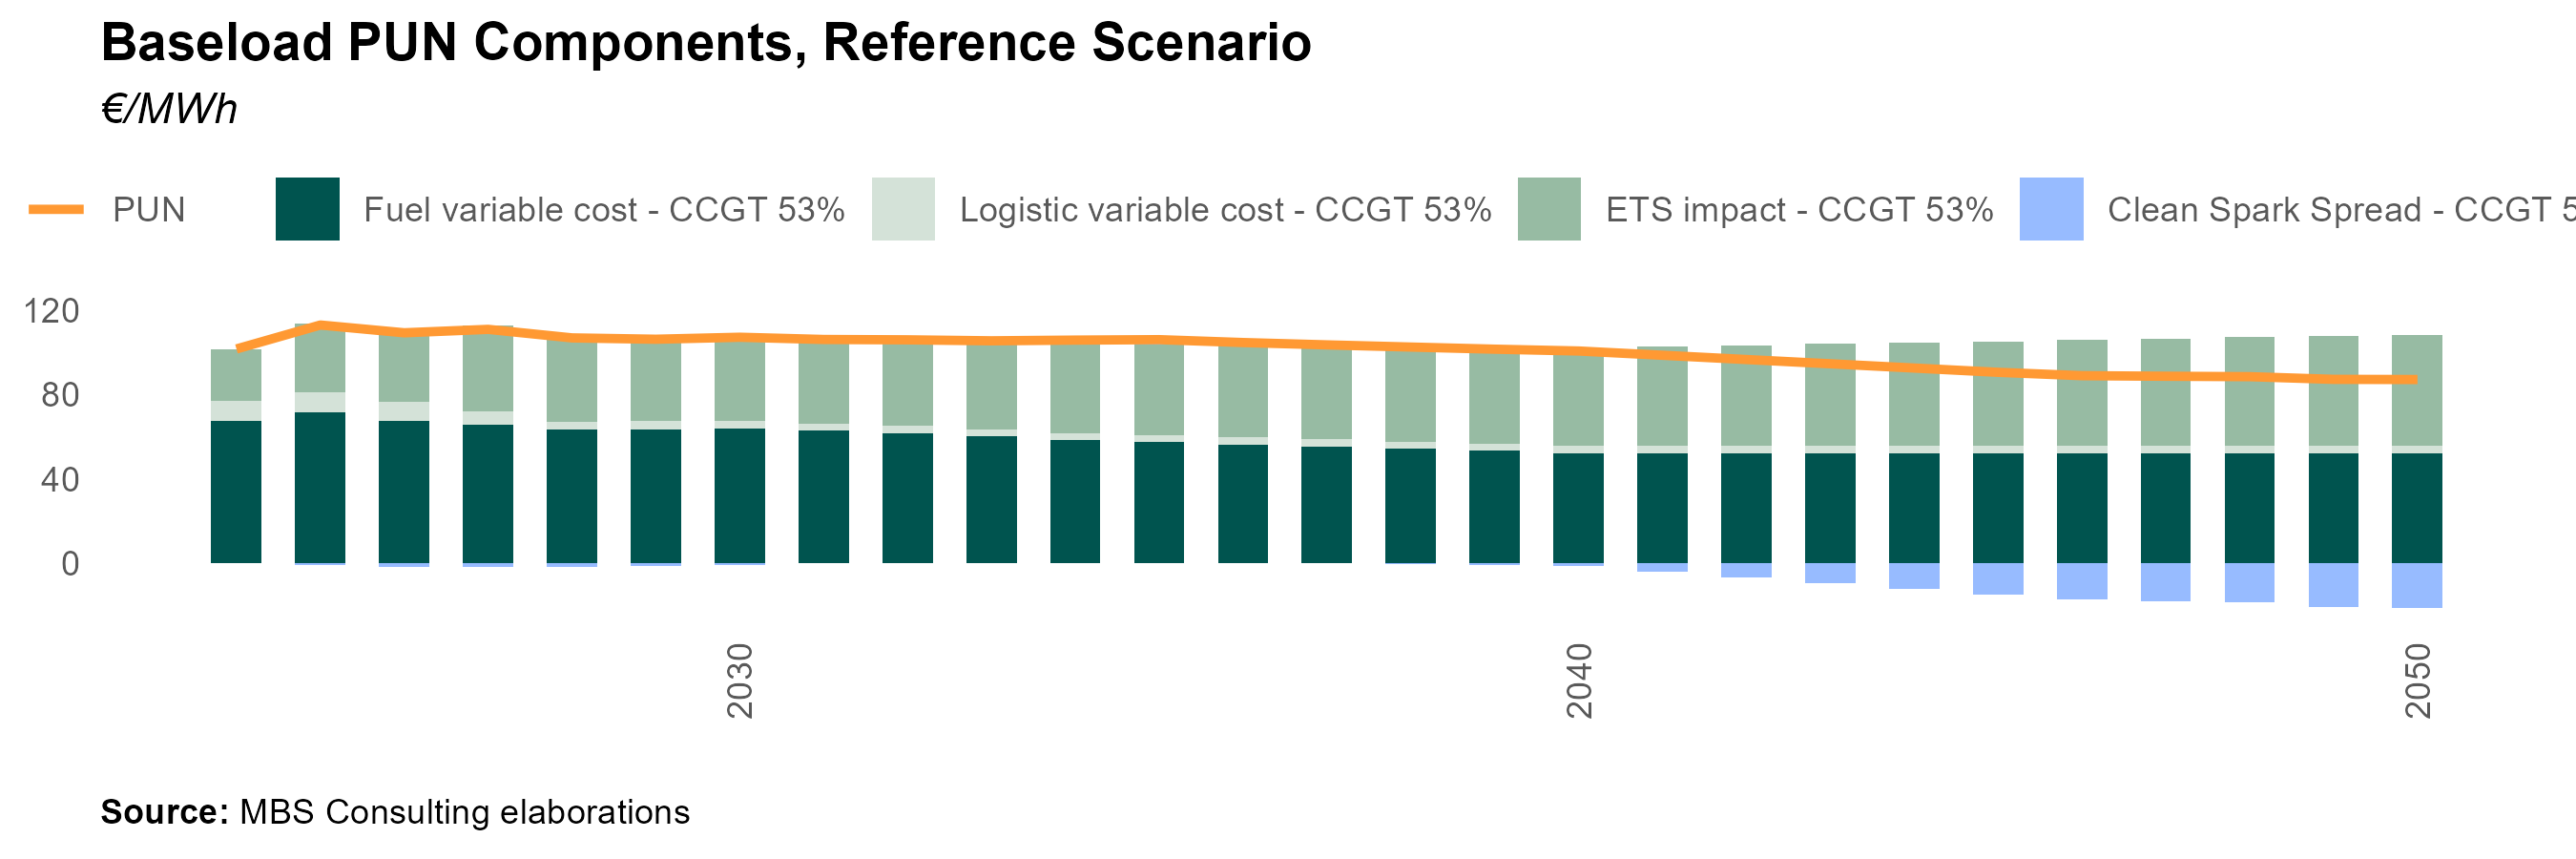 Baseload PUN Components, Reference Scenario
€/MWh
PUN Fuel variable cost - CCGT 53% Logistic variable cost - CCGT 53% ETS impact - CCGT 53% Clean Spark Spread - CCGT 5
120
80
40
0
2030 2040 2050
Source: MBS Consulting elaborations